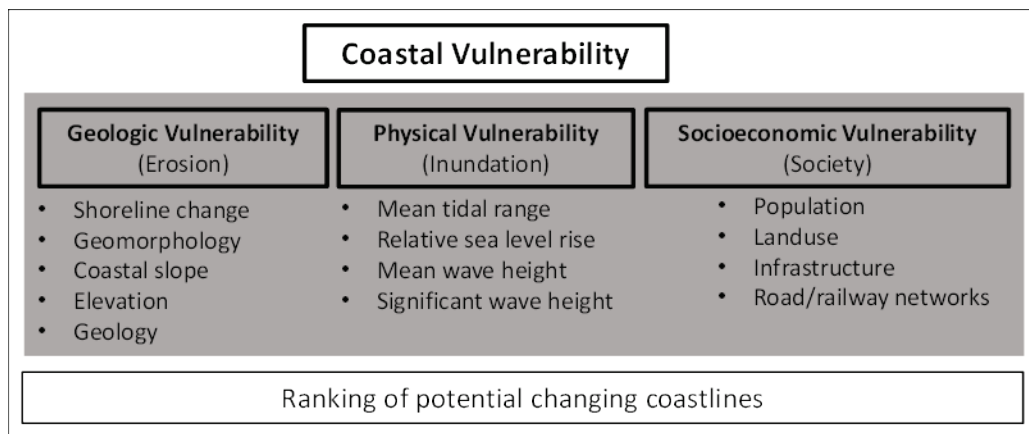 Coastal Vulnerability
Geologic Vulnerability
(Erosion)
• Shoreline change
• Geomorphology
• Coastal slope
• Elevation
• Geology
Physical Vulnerability
(Inundation)
• Mean tidal range
• Relative sea level rise
• Mean wave height
• Significant wave height
Socioeconomic Vulnerability
(Society)
• Population
• Landuse
• Infrastructure
• Road/railway networks
Ranking of potential changing coastlines